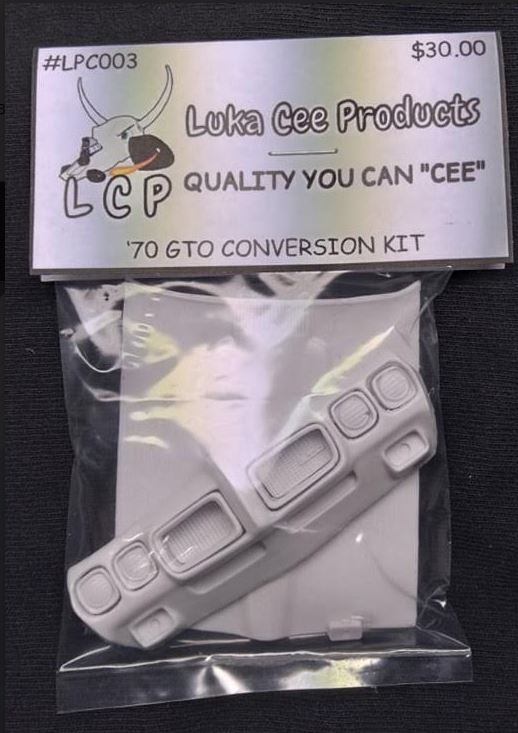 #LPC003
$30.00
Luka Cee Products
LCP
QUALITY YOU CAN "CEE"
'70 GTO CONVERSION KIT